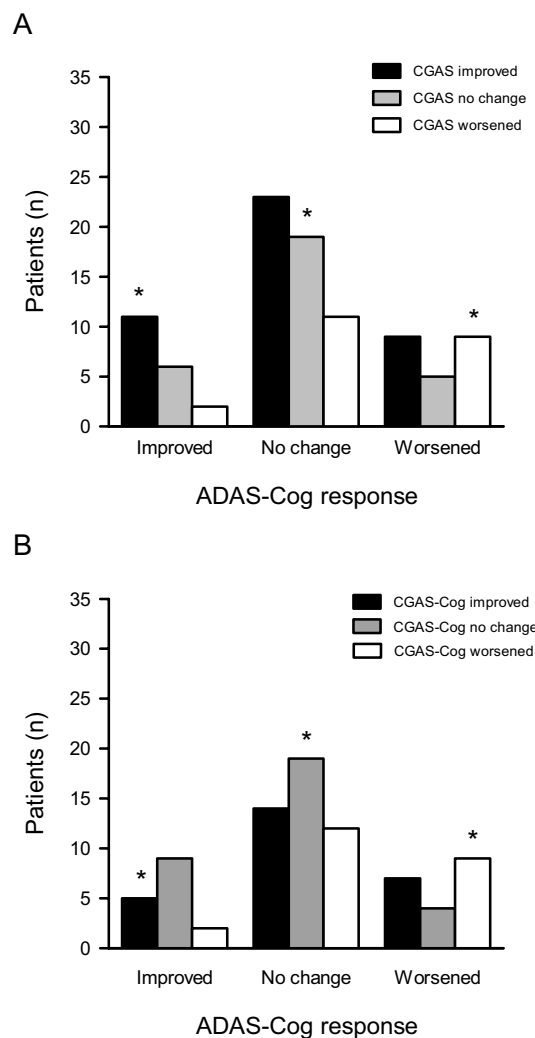 A
CGAS improved
CGAS no change
CGAS worsened
35
30
25
20
15
10
5
0
Patients (n)
*
*
*
Improved
No change
Worsened
ADAS-Cog response
B
CGAS-Cog improved
CGAS-Cog no change
CGAS-Cog worsened
35
30
25
20
15
10
5
0
Patients (n)
*
*
*
Improved
No change
Worsened
ADAS-Cog response